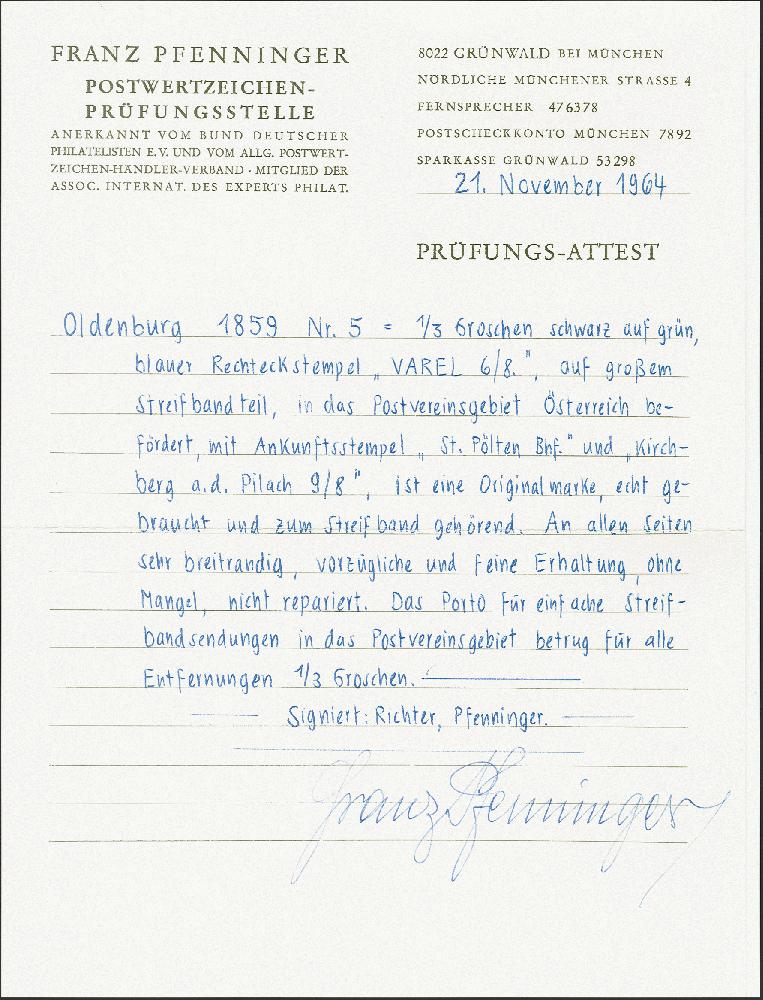 FRANZ PFENNINGER
POSTWERTZEICHEN-
PRÜFUNGSSTELLE
ANERKANNT VOM BUND DEUTSCHER
PHILATELISTEN E.V. UND VOM ALLG. POSTWERT-
ZEICHEN-HÄNDLER-VERBAND · MITGLIED DER
ASSOC. INTERNAT. DES EXPERTS PHILAT.
8022 GRÜNWALD BEI MÜNCHEN
NÖRDLICHE MÜNCHENER STRASSE 4
FERNSPRECHER 476378
POSTSCHECKKONTO MÜNCHEN 7892
SPARKASSE GRÜNWALD 53298
21. November 1964
PRÜFUNGS-ATTEST
Oldenburg 1859 Nr. 5 = 1/3 Groschen schwarz auf grün,
blauer Rechteckstempel „VAREL 6/8.", auf großem
Streifbandteil, in das Postvereinsgebiet Österreich be-
fördert, mit Ankunftsstempel „St. Pölten Bhf." und „Kirch-
berg a.d. Pilach 9/8", ist eine Originalmarke, echt ge-
braucht und zum Streifband gehörend. An allen Seiten
sehr breitrandig, vorzügliche und feine Erhaltung, ohne
Mangel, nicht repariert. Das Porto für einfache Streif-
bandsendungen in das Postvereinsgebiet betrug für alle
Entfernungen 1/3 Groschen.
Signiert: Richter, Pfenninger.
Franz Pfenninger